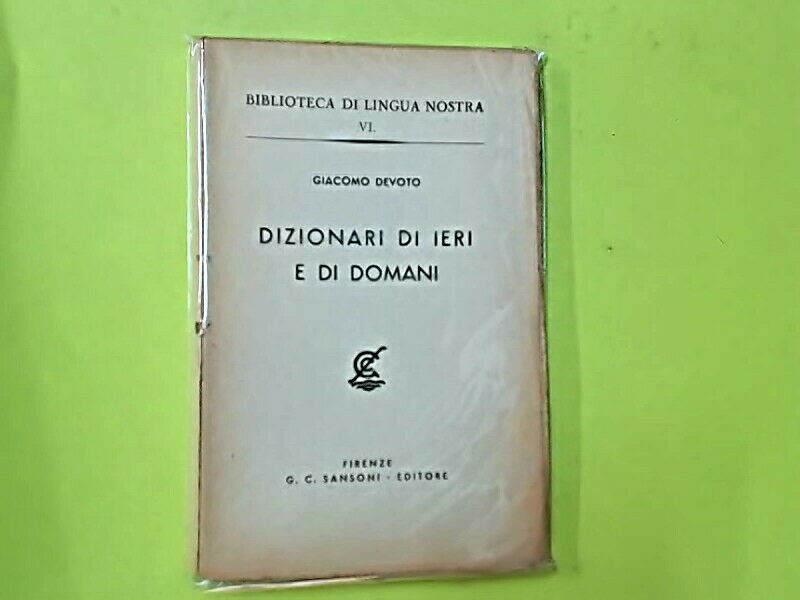 BIBLIOTECA DI LINGUA NOSTRA
VI.
GIACOMO DEVOTO
DIZIONARI DI IERI
E DI DOMANI
FIRENZE
G. C. SANSONI - EDITORE